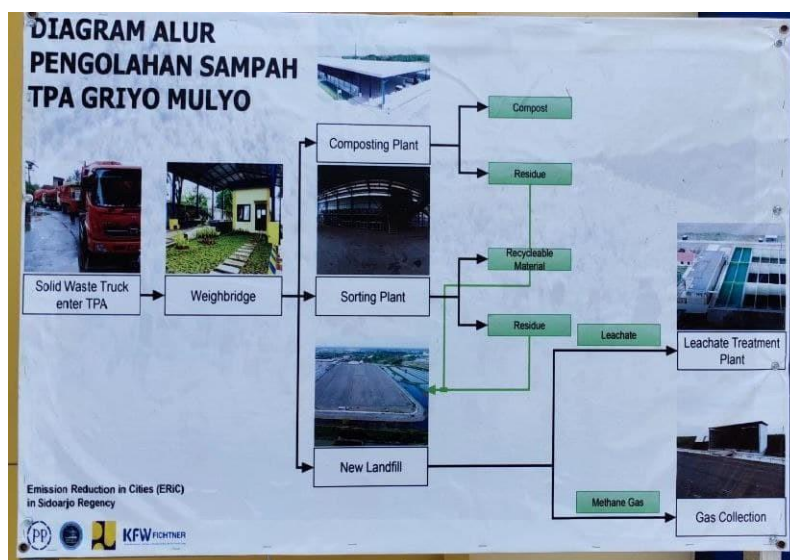 DIAGRAM ALUR
PENGOLAHAN SAMPAH
TPA GRIYO MULYO
Compost
Composting Plant
Residue
Recycleable
Material
Solid Waste Truck
enter TPA
Weighbridge
Sorting Plant
Residue
Leachate
Leachate Treatment
Plant
New Landfill
Methane Gas
Gas Collection
Emission Reduction in Cities (ERiC)
in Sidoarjo Regency
PP
KFW FICHTNER